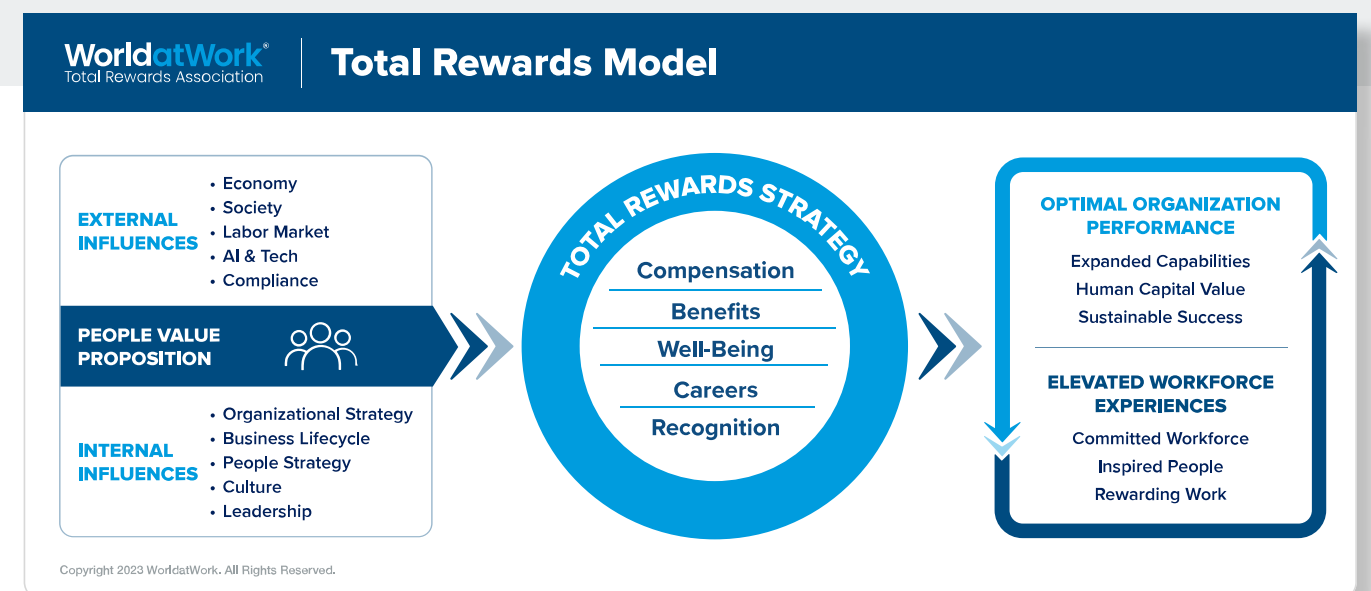 WorldatWork®
Total Rewards Association
Total Rewards Model
EXTERNAL
INFLUENCES
• Economy
• Society
• Labor Market
• AI & Tech
• Compliance
PEOPLE VALUE
PROPOSITION
INTERNAL
INFLUENCES
• Organizational Strategy
• Business Lifecycle
• People Strategy
• Culture
• Leadership
TOTAL REWARDS STRATEGY
Compensation
Benefits
Well-Being
Careers
Recognition
OPTIMAL ORGANIZATION
PERFORMANCE
Expanded Capabilities
Human Capital Value
Sustainable Success
ELEVATED WORKFORCE
EXPERIENCES
Committed Workforce
Inspired People
Rewarding Work
Copyright 2023 WorldatWork. All Rights Reserved.